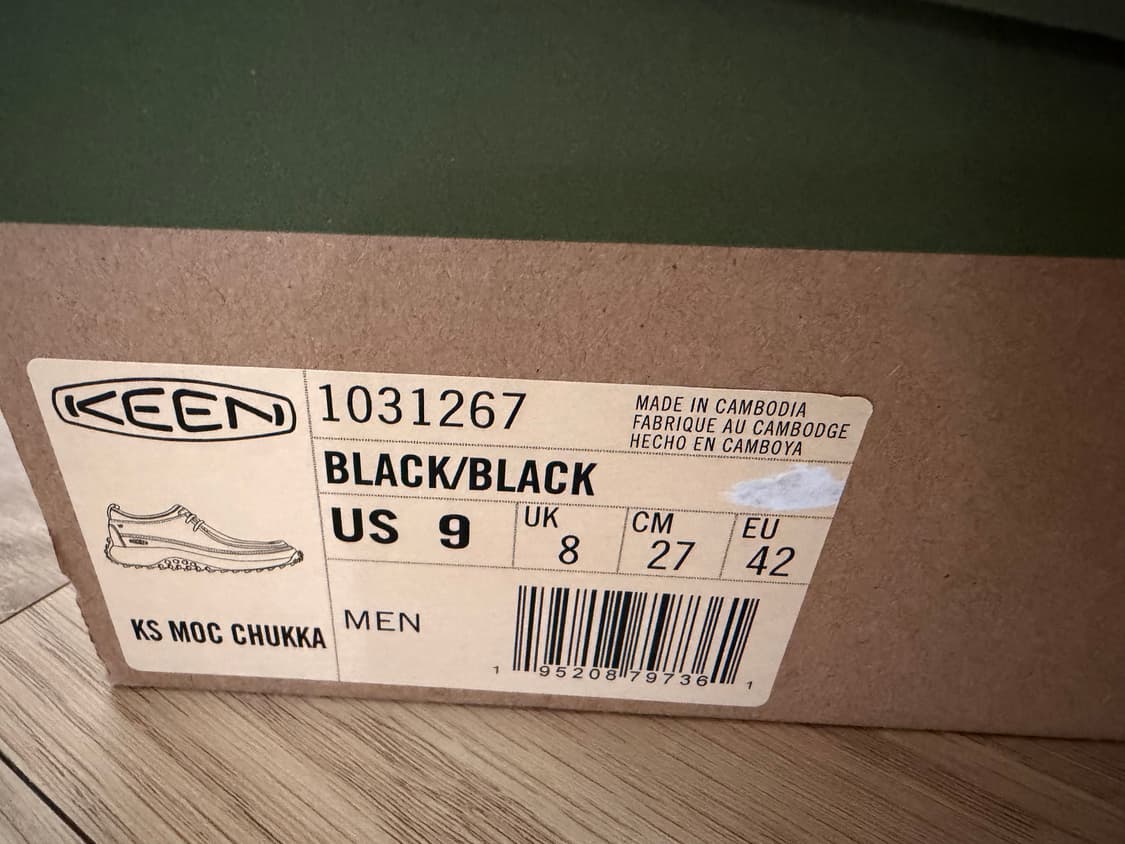 KEEN
1031267
MADE IN CAMBODIA
FABRIQUE AU CAMBODGE
HECHO EN CAMBOYA
BLACK/BLACK
US 9
UK 8
CM 27
EU 42
KS MOC CHUKKA
MEN
1 95208 79736 1